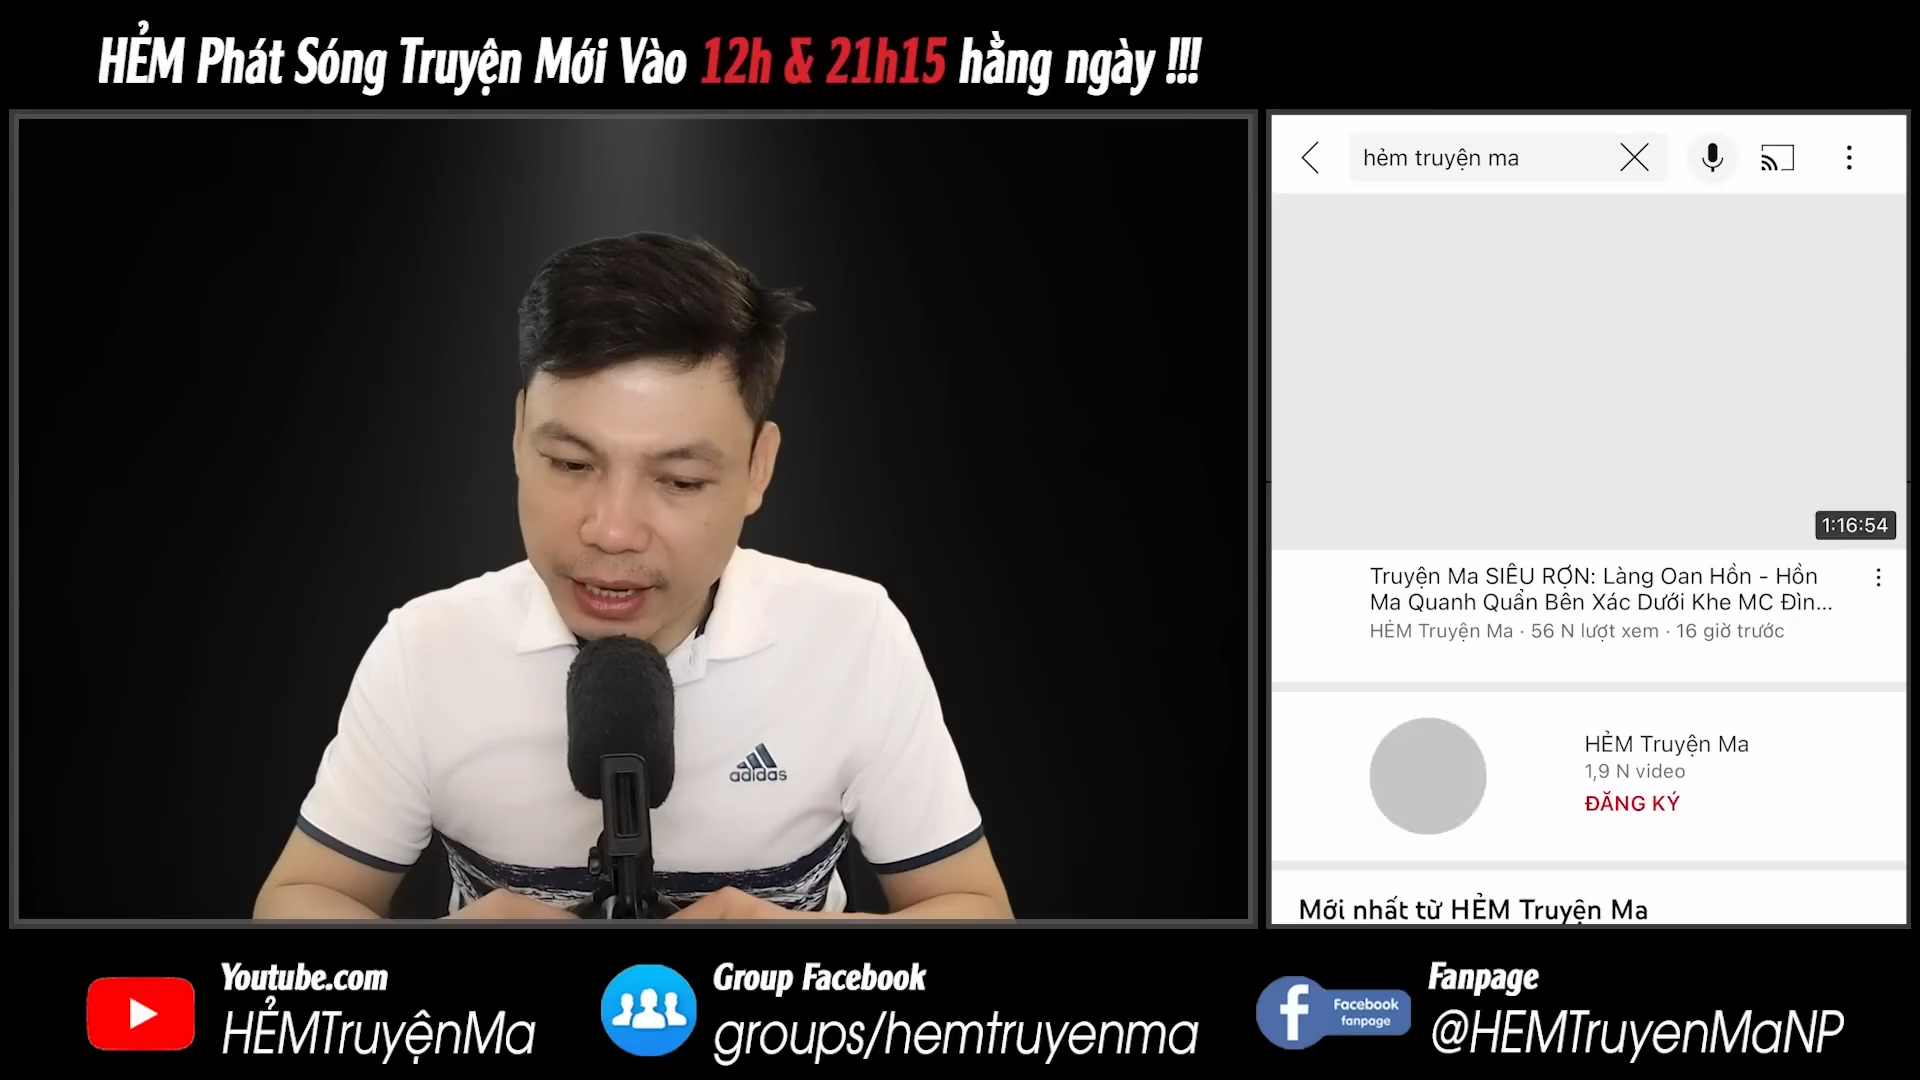 HẺM Phát Sóng Truyện Mới Vào 12h & 21h15 hằng ngày !!!
hẻm truyện ma
1:16:54
Truyện Ma SIÊU RỢN: Làng Oan Hồn - Hồn
Ma Quanh Quẩn Bên Xác Dưới Khe MC Đìn...
HẺM Truyện Ma · 56 N lượt xem · 16 giờ trước
HẺM Truyện Ma
1,9 N video
ĐĂNG KÝ
Mới nhất từ HẺM Truyện Ma
adidas
Youtube.com
HẺMTruyệnMa
Group Facebook
groups/hemtruyenma
Facebook
fanpage
Fanpage
@HEMTruyenMaNP